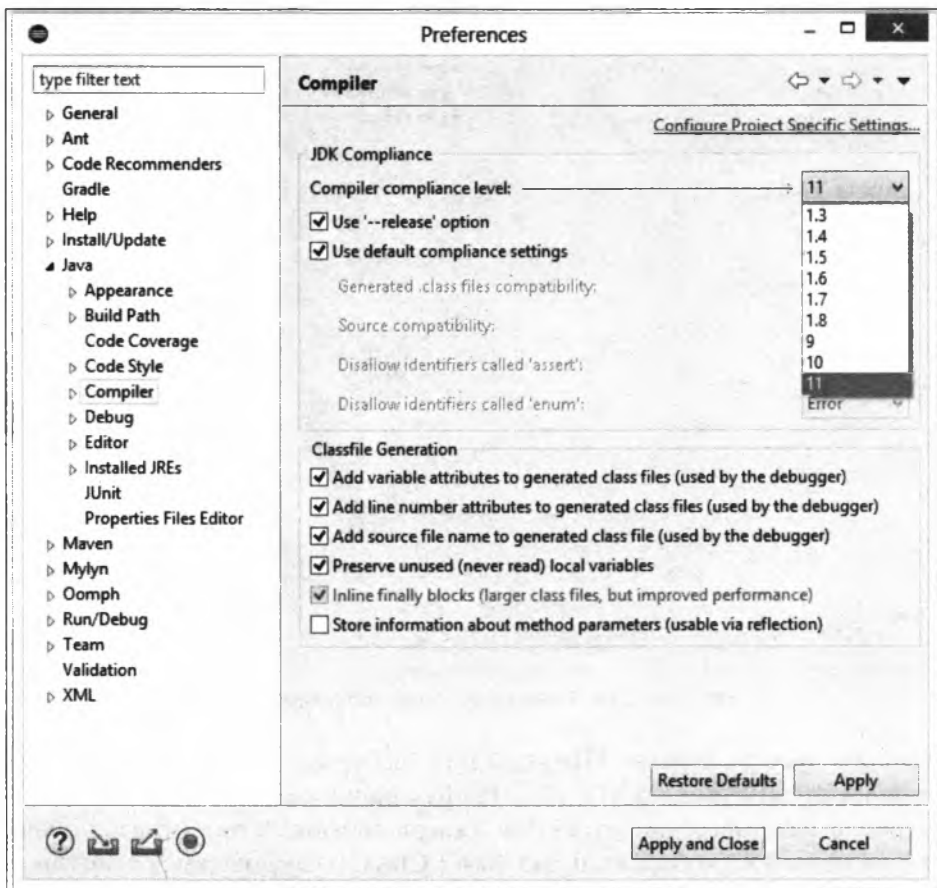 Preferences
type filter text
General
Ant
Code Recommenders
Gradle
Help
Install/Update
Java
Appearance
Build Path
Code Coverage
Code Style
Compiler
Debug
Editor
Installed JREs
JUnit
Properties Files Editor
Maven
Mylyn
Oomph
Run/Debug
Team
Validation
XML
Compiler
Configure Project Specific Settings...
JDK Compliance
Compiler compliance level:
11
1.3
1.4
1.5
1.6
1.7
1.8
9
10
11
Use '--release' option
Use default compliance settings
Generated .class files compatibility:
Source compatibility:
Disallow identifiers called 'assert':
Disallow identifiers called 'enum':
Error
Classfile Generation
Add variable attributes to generated class files (used by the debugger)
Add line number attributes to generated class files (used by the debugger)
Add source file name to generated class file (used by the debugger)
Preserve unused (never read) local variables
Inline finally blocks (larger class files, but improved performance)
Store information about method parameters (usable via reflection)
Restore Defaults
Apply
Apply and Close
Cancel